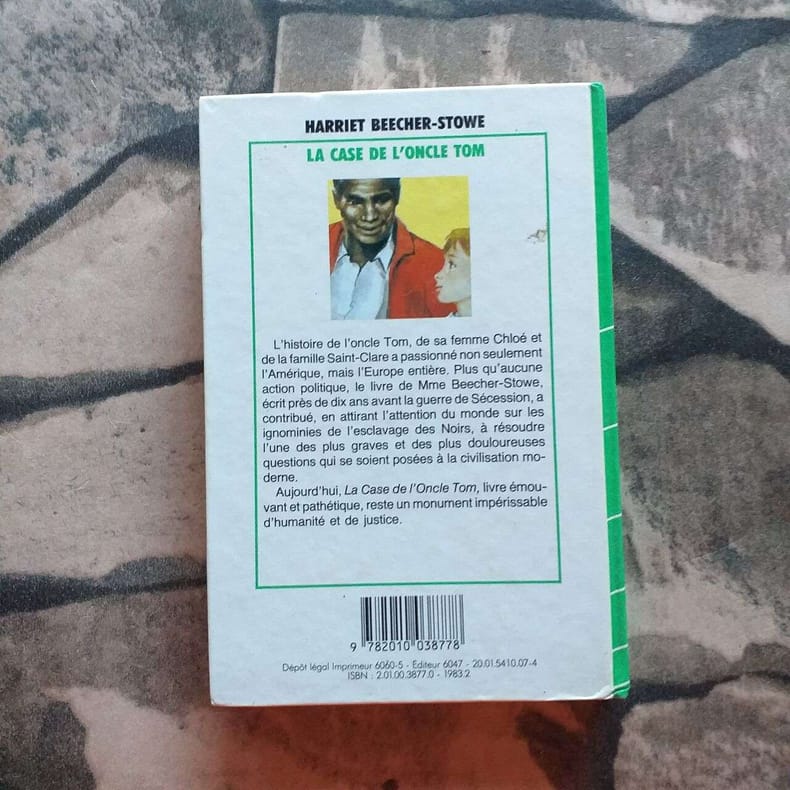 HARRIET BEECHER-STOWE
LA CASE DE L'ONCLE TOM
L'histoire de l'oncle Tom, de sa femme Chloé et
de la famille Saint-Clare a passionné non seulement
l'Amérique, mais l'Europe entière. Plus qu'aucune
action politique, le livre de Mme Beecher-Stowe,
écrit près de dix ans avant la guerre de Sécession, a
contribué, en attirant l'attention du monde sur les
ignominies de l'esclavage des Noirs, à résoudre
l'une des plus graves et des plus douloureuses
questions qui se soient posées à la civilisation mo-
derne.
Aujourd'hui, La Case de l'Oncle Tom, livre émou-
vant et pathétique, reste un monument impérissable
d'humanité et de justice.
9 782010 038778
Dépôt légal Imprimeur 6060-5 - Editeur 6047 - 20.01.5410.07-4
ISBN : 2.01.00.3877.0 - 1983.2